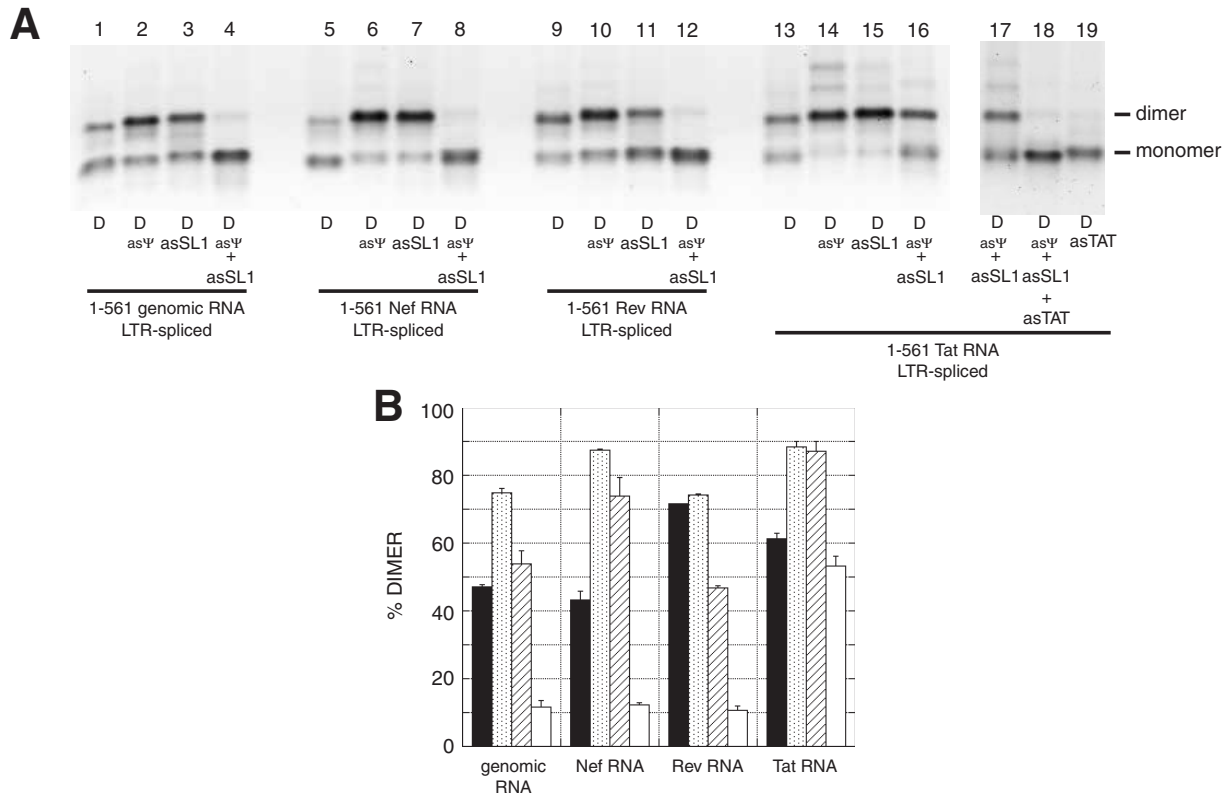 A
1 2 3 4 5 6 7 8 9 10 11 12 13 14 15 16 17 18 19
dimer
monomer
D D D D D D D D D D D D D D D D D D D
asΨ asSL1 asΨ asΨ asSL1 asΨ asΨ asSL1 asΨ asΨ asSL1 asΨ asΨ asΨ asTAT
+ + + + + +
asSL1 asSL1 asSL1 asSL1 asSL1 asSL1
+
asTAT
1-561 genomic RNA
LTR-spliced
1-561 Nef RNA
LTR-spliced
1-561 Rev RNA
LTR-spliced
1-561 Tat RNA
LTR-spliced
B
% DIMER
100
80
60
40
20
0
genomic
RNA
Nef RNA
Rev RNA
Tat RNA